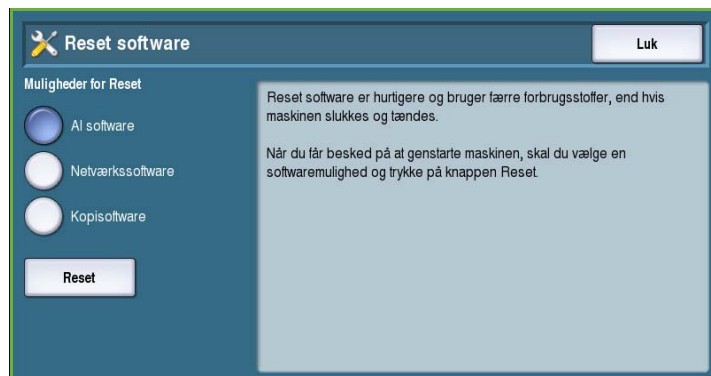 Reset software
Luk
Muligheder for Reset
Al software
Netværkssoftware
Kopisoftware
Reset
Reset software er hurtigere og bruger færre forbrugsstoffer, end hvis
maskinen slukkes og tændes.
Når du får besked på at genstarte maskinen, skal du vælge en
softwaremulighed og trykke på knappen Reset.